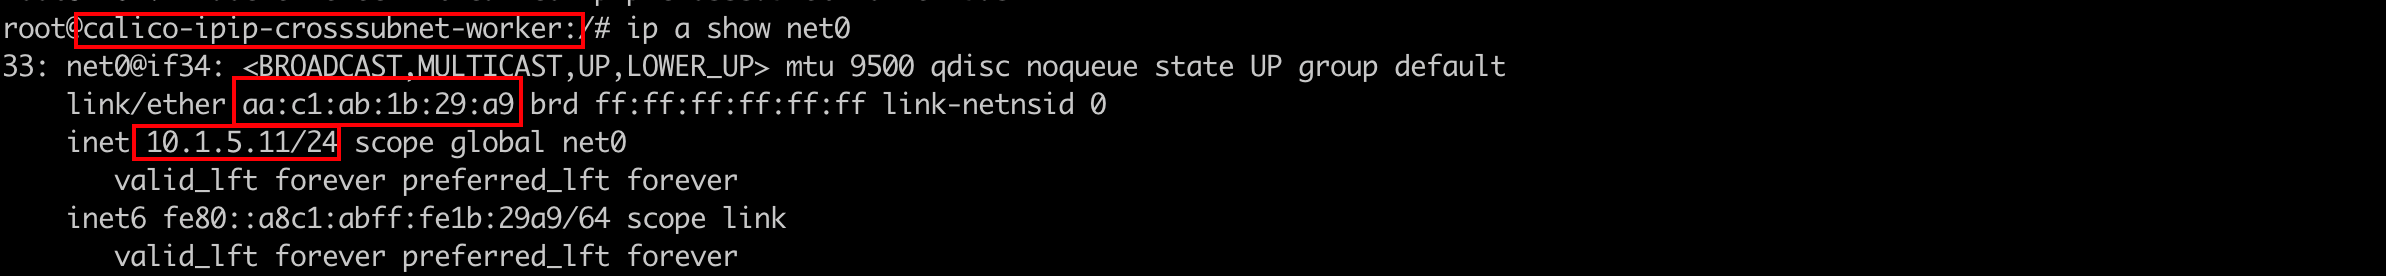 root@calico-ipip-crosssubnet-worker:/# ip a show net0
33: net0@if34: <BROADCAST,MULTICAST,UP,LOWER_UP> mtu 9500 qdisc noqueue state UP group default
link/ether aa:c1:ab:1b:29:a9 brd ff:ff:ff:ff:ff:ff link-netnsid 0
inet 10.1.5.11/24 scope global net0
valid_lft forever preferred_lft forever
inet6 fe80::a8c1:abff:fe1b:29a9/64 scope link
valid_lft forever preferred_lft forever